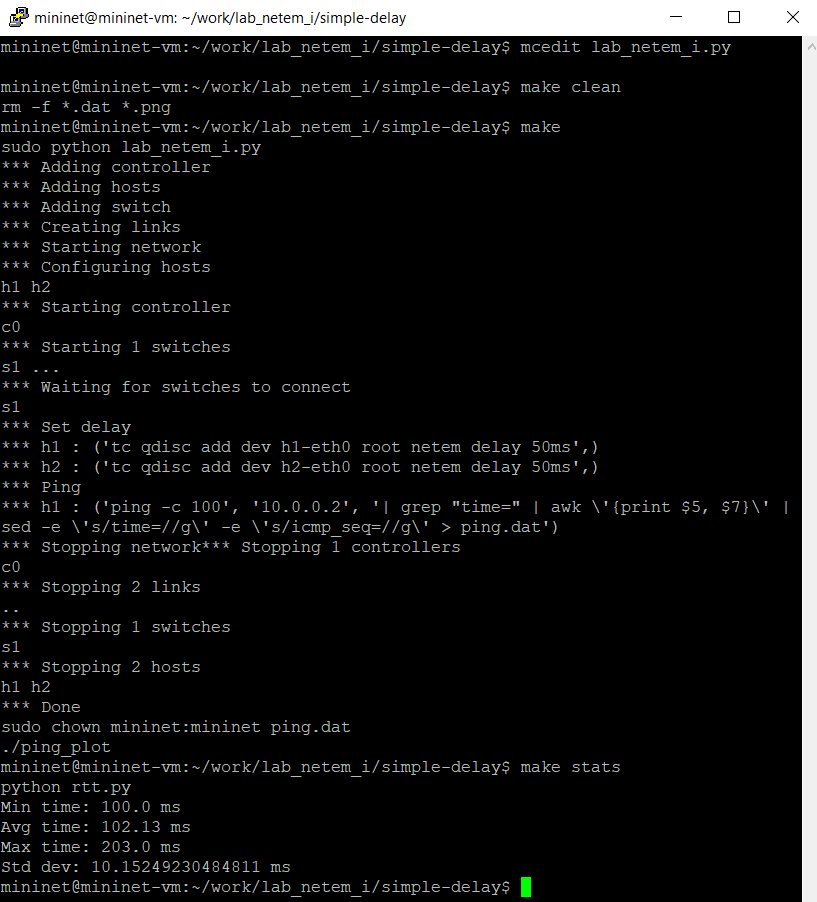 mininet@mininet-vm: ~/work/lab_netem_i/simple-delay
mininet@mininet-vm:~/work/lab_netem_i/simple-delay$ mcedit lab_netem_i.py
mininet@mininet-vm:~/work/lab_netem_i/simple-delay$ make clean
rm -f *.dat *.png
mininet@mininet-vm:~/work/lab_netem_i/simple-delay$ make
sudo python lab_netem_i.py
*** Adding controller
*** Adding hosts
*** Adding switch
*** Creating links
*** Starting network
*** Configuring hosts
h1 h2
*** Starting controller
c0
*** Starting 1 switches
s1 ...
*** Waiting for switches to connect
s1
*** Set delay
*** h1 : ('tc qdisc add dev h1-eth0 root netem delay 50ms',)
*** h2 : ('tc qdisc add dev h2-eth0 root netem delay 50ms',)
*** Ping
*** h1 : ('ping -c 100', '10.0.0.2', '| grep "time=" | awk \'{print $5, $7}\' |
sed -e \'s/time=//g\' -e \'s/icmp_seq=//g\' > ping.dat')
*** Stopping network*** Stopping 1 controllers
c0
*** Stopping 2 links
..
*** Stopping 1 switches
s1
*** Stopping 2 hosts
h1 h2
*** Done
sudo chown mininet:mininet ping.dat
./ping_plot
mininet@mininet-vm:~/work/lab_netem_i/simple-delay$ make stats
python rtt.py
Min time: 100.0 ms
Avg time: 102.13 ms
Max time: 203.0 ms
Std dev: 10.15249230484811 ms
mininet@mininet-vm:~/work/lab_netem_i/simple-delay$